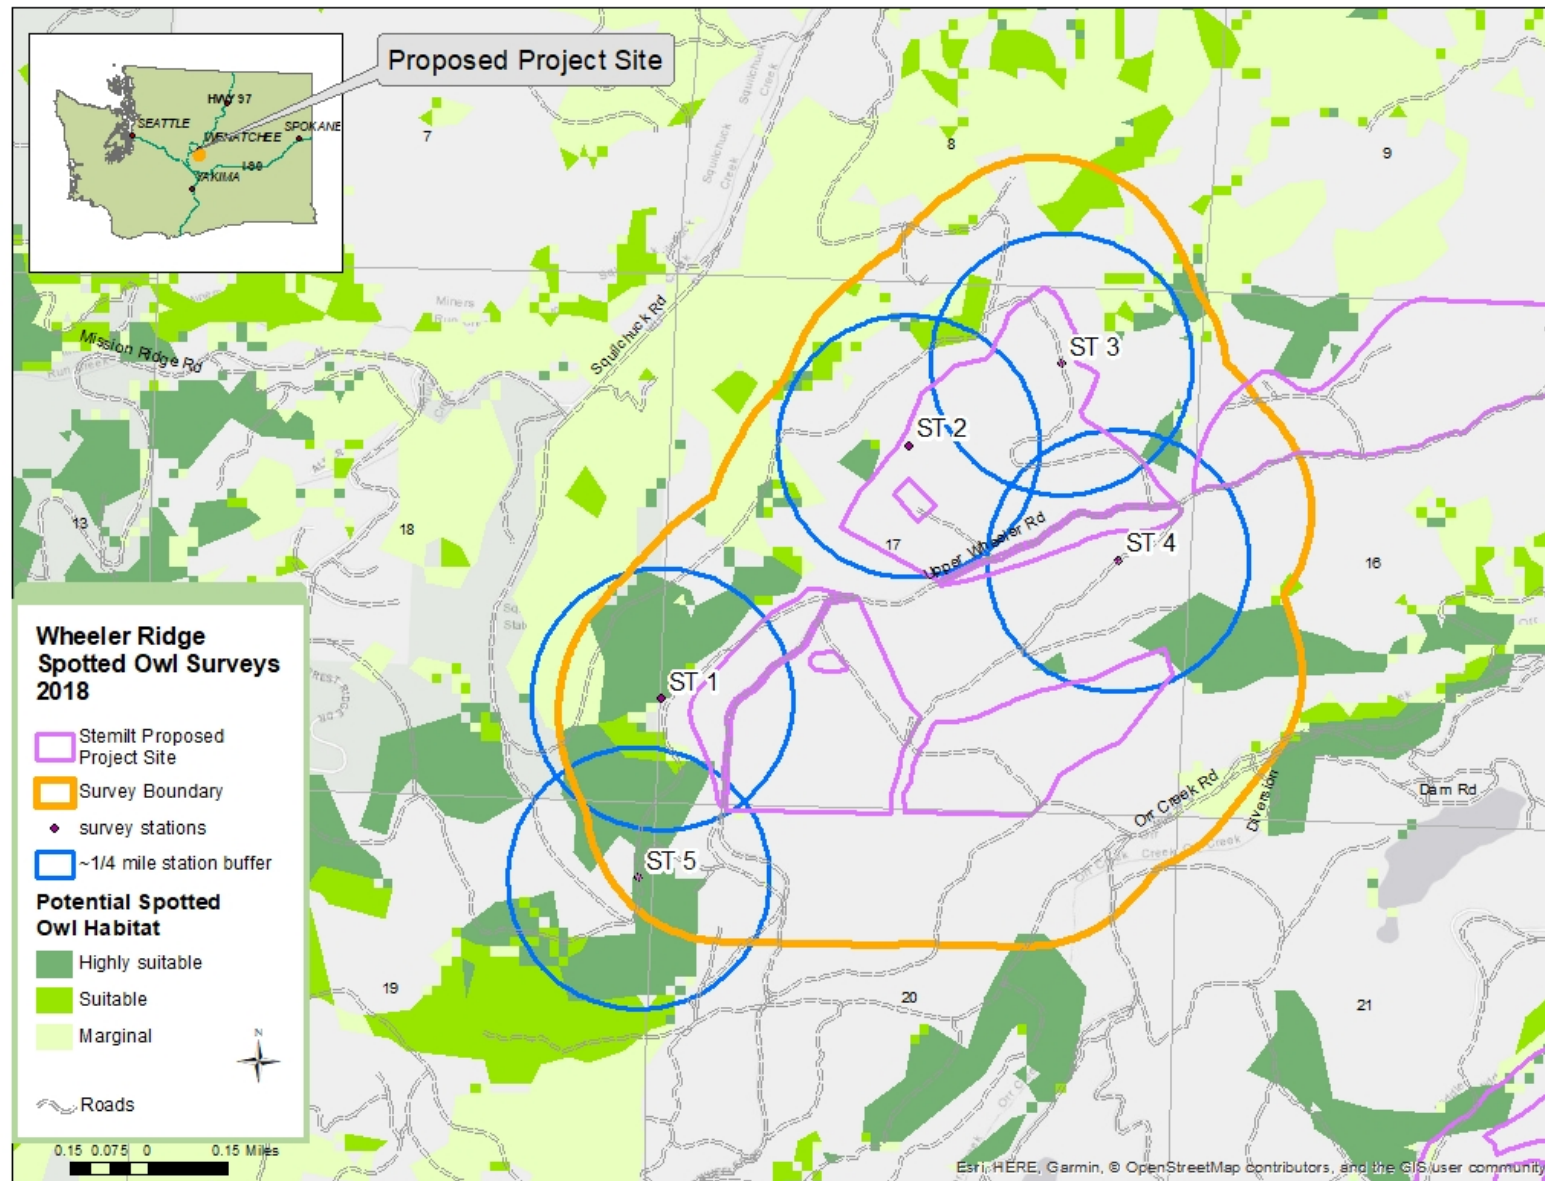 Proposed Project Site
HWY 97
SEATTLE
WENATCHEE
SPOKANE
I-90
YAKIMA
7
8
9
Squilchuck
Creek
Squilchuck
Creek
Miners
Mission Ridge Rd
Squilchuck Rd
ST 3
ST 2
13
18
17
Upper Wheeler Rd
ST 4
16
ST 1
Wheeler Ridge
Spotted Owl Surveys
2018
Stemilt Proposed
Project Site
Survey Boundary
survey stations
~1/4 mile station buffer
Potential Spotted
Owl Habitat
Highly suitable
Suitable
Marginal
N
Roads
ST 5
Orr Creek Rd
Diversion
Dam Rd
19
20
21
0.15 0.075 0 0.15 Miles
Esri, HERE, Garmin, © OpenStreetMap contributors, and the GIS user community